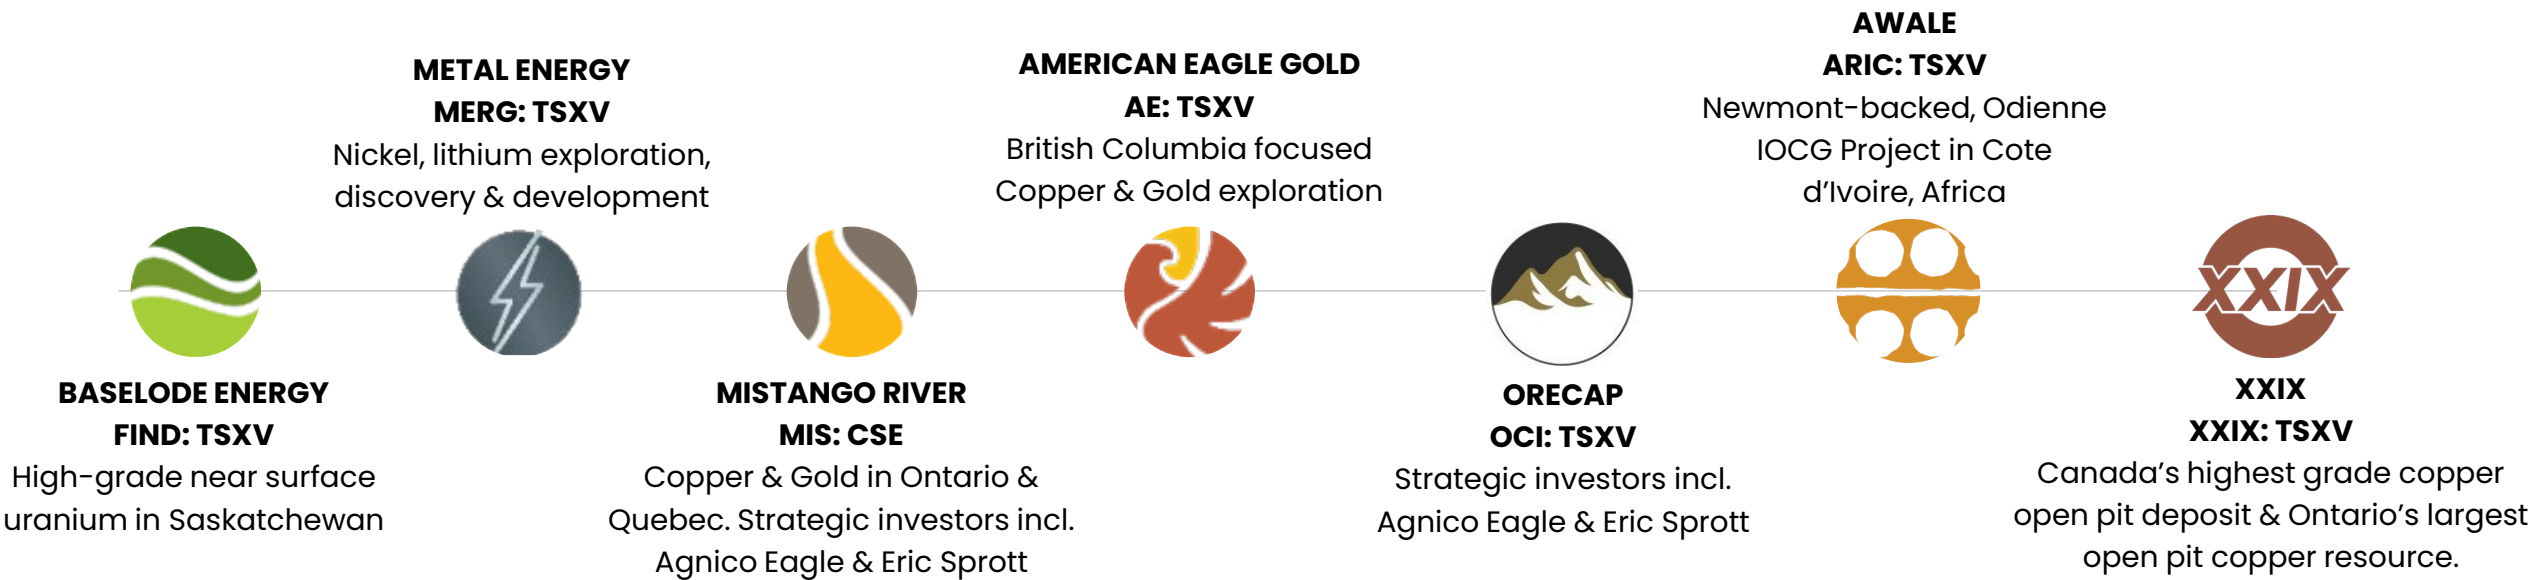 BASELODE ENERGY
FIND: TSXV
High-grade near surface
uranium in Saskatchewan
METAL ENERGY
MERG: TSXV
Nickel, lithium exploration,
discovery & development
MISTANGO RIVER
MIS: CSE
Copper & Gold in Ontario &
Quebec. Strategic investors incl.
Agnico Eagle & Eric Sprott
AMERICAN EAGLE GOLD
AE: TSXV
British Columbia focused
Copper & Gold exploration
ORECAP
OCI: TSXV
Strategic investors incl.
Agnico Eagle & Eric Sprott
AWALE
ARIC: TSXV
Newmont-backed, Odienne
IOCG Project in Cote
d’Ivoire, Africa
XXIX
XXIX
XXIX: TSXV
Canada’s highest grade copper
open pit deposit & Ontario’s largest
open pit copper resource.